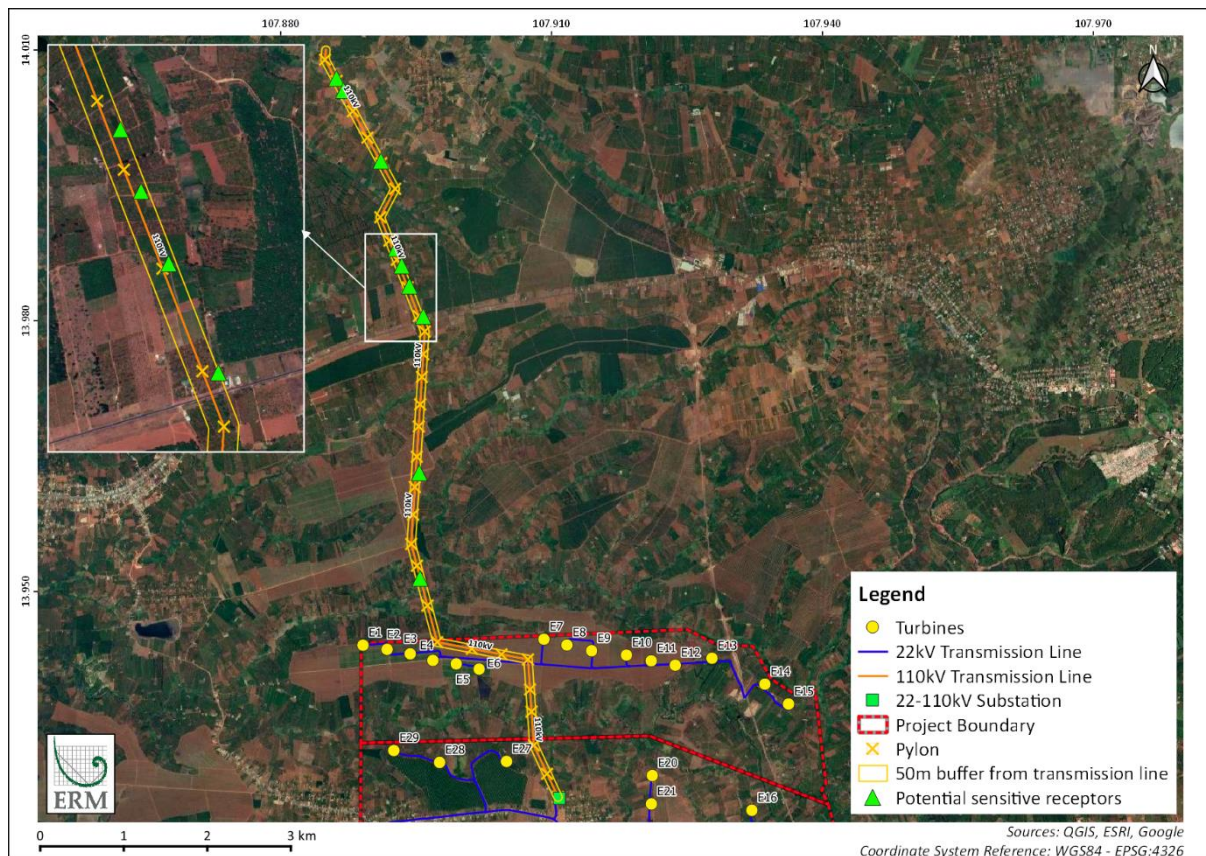 107.880
107.910
107.940
107.970
14.010
13.980
13.950
N
110kV
110kV
110kV
110kV
110kV
110kV
110kV
110kV
E1
E2
E3
E4
E5
E6
E7
E8
E9
E10
E11
E12
E13
E14
E15
E29
E28
E27
E20
E21
E16
Legend
Turbines
22kV Transmission Line
110kV Transmission Line
22-110kV Substation
Project Boundary
Pylon
50m buffer from transmission line
Potential sensitive receptors
ERM
0 1 2 3 km
Sources: QGIS, ESRI, Google
Coordinate System Reference: WGS84 - EPSG:4326